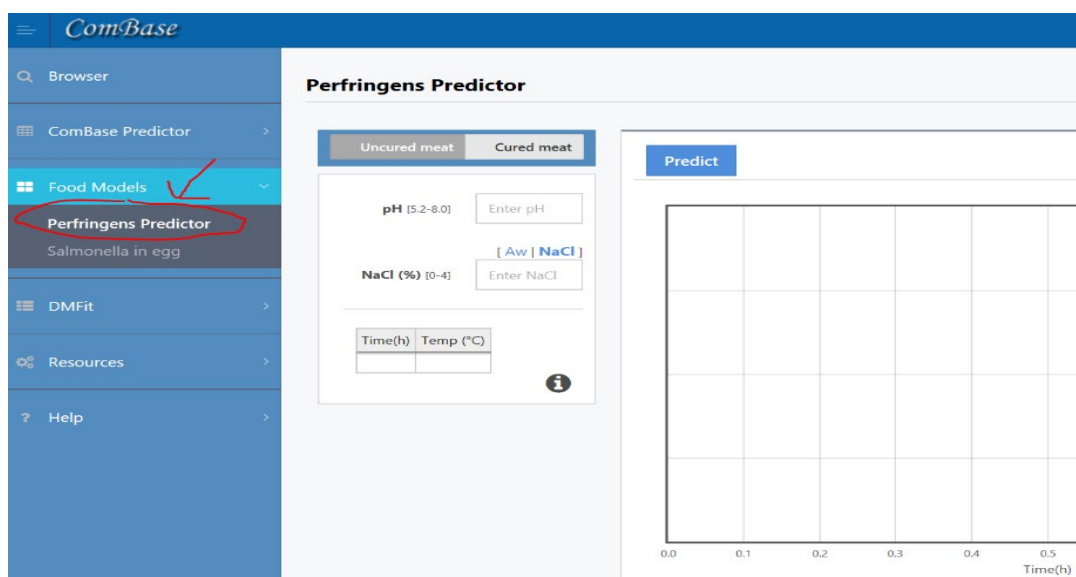 ComBase
Browser
ComBase Predictor
Food Models
Perfringens Predictor
Salmonella in egg
DMFit
Resources
? Help
Perfringens Predictor
Uncured meat Cured meat
pH [5.2-8.0] Enter pH
[ Aw | NaCl ]
NaCl (%) [0-4] Enter NaCl
Time(h) Temp (°C)
Predict
0.0 0.1 0.2 0.3 0.4 0.5
Time(h)